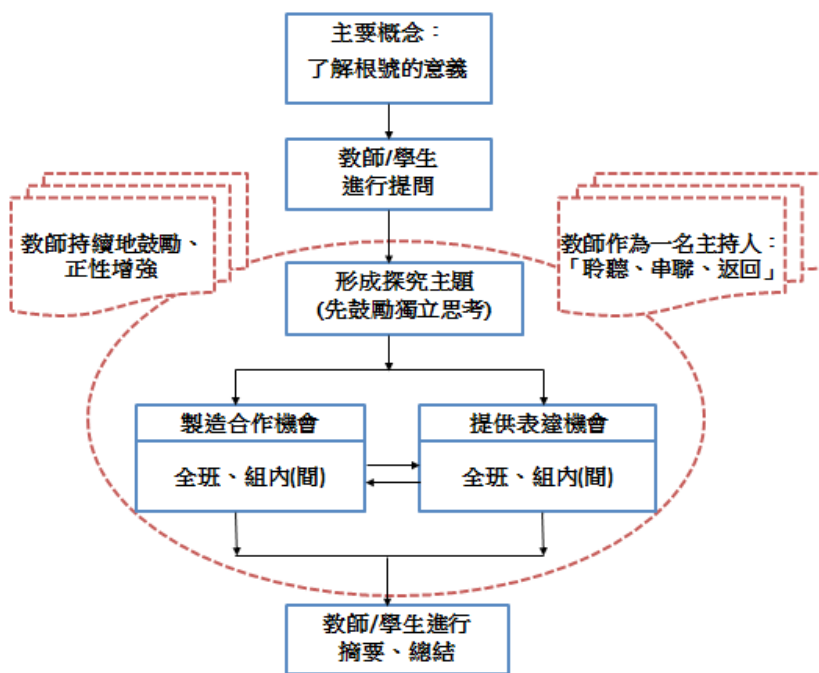 主要概念：
了解根號的意義
教師/學生
進行提問
教師持續地鼓勵、
正性增強
教師作為一名主持人：
「聆聽、串聯、返回」
形成探究主題
(先鼓勵獨立思考)
製造合作機會
全班、組內(間)
提供表達機會
全班、組內(間)
教師/學生進行
摘要、總結